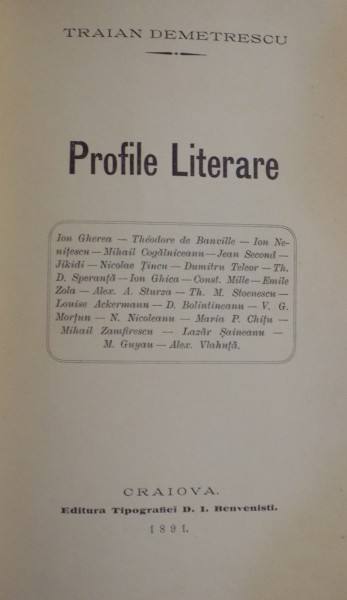 TRAIAN DEMETRESCU
Profile Literare
Ion Gherea — Théodore de Banville — Ion Ne-
nițescu — Mihail Cogâlniceanu — Jean Second —
Jikidi — Nicolae Țincu — Dumitru Teleor — Th.
D. Speranță — Ion Ghica — Const. Mille — Emile
Zola — Alex. A. Sturza — Th. M. Stoenescu —
Louise Ackermann — D. Bolintineanu — V. G.
Morțun — N. Nicoleanu — Maria P. Chițu —
Mihail Zamfirescu — Lazăr Șaineanu —
M. Guyau — Alex. Vlahuță.
CRAIOVA.
Editura Tipografieĭ D. I. Benvenisti.
1891.